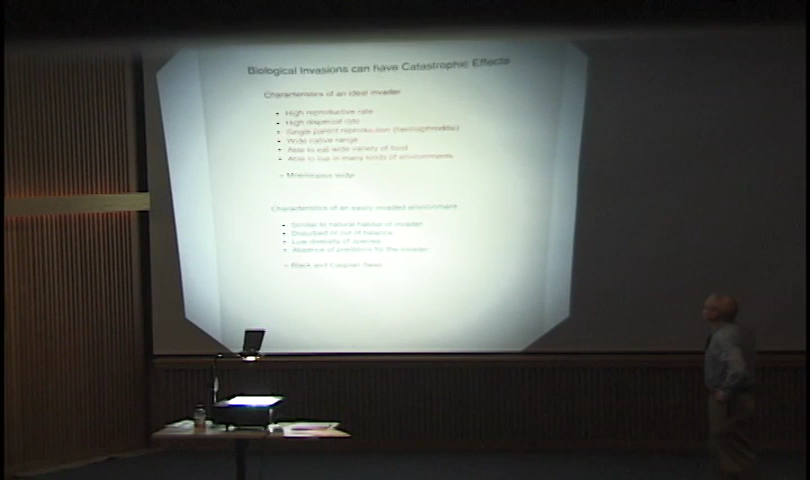 Biological Invasions can have Catastrophic Effects
Characteristics of an ideal invader
• High reproductive rate
• High dispersal rate
• Single parent reproduction (hermaphroditic)
• Wide native range
• Able to eat wide variety of food
• Able to live in many kinds of environments
Characteristics of an easily invaded environment
• Similar to natural habitat of invader
• Disturbed or out of balance
• Low diversity of species
• Absence of predators for the invader
= Black and Caspian Seas